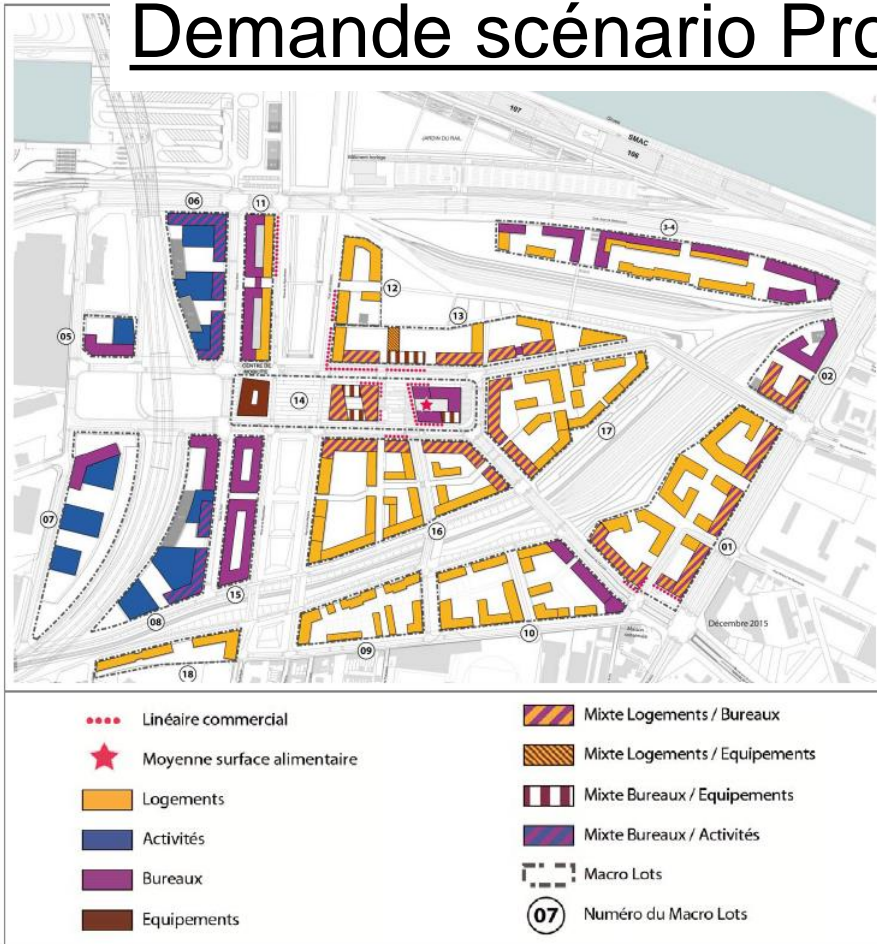 Demande scénario Pro
107
JARDIN DU RAIL
SMAC
106
06
11
3-4
12
13
05
CENTRE DE
14
02
17
07
16
01
15
08
Décembre 2015
10
09
18
Linéaire commercial
Moyenne surface alimentaire
Logements
Activités
Bureaux
Equipements
Mixte Logements / Bureaux
Mixte Logements / Equipements
Mixte Bureaux / Equipements
Mixte Bureaux / Activités
Macro Lots
07 Numéro du Macro Lots